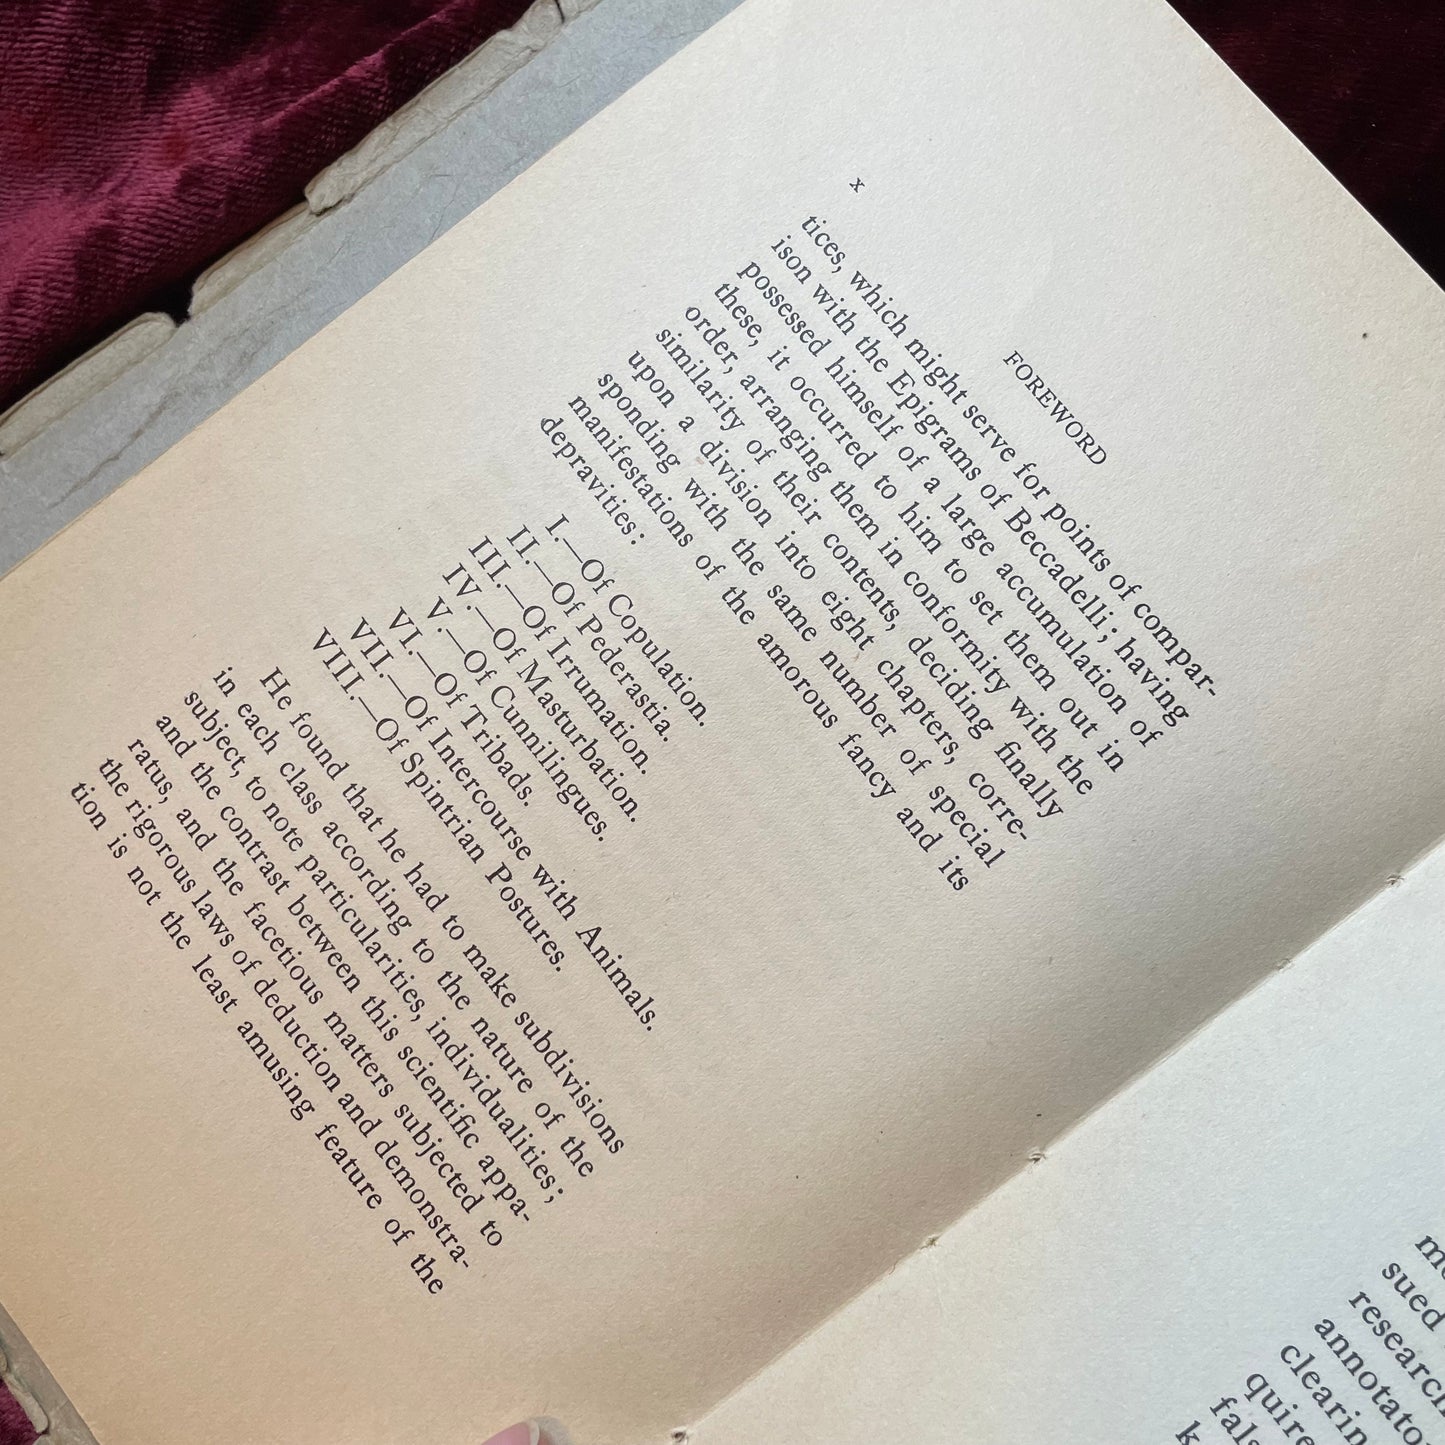 x
FOREWORD
tices, which might serve for points of compar-
ison with the Epigrams of Beccadelli; having
possessed himself of a large accumulation of
these, it occurred to him to set them out in
order, arranging them in conformity with the
similarity of their contents, deciding finally
upon a division into eight chapters, corre-
sponding with the same number of special
manifestations of the amorous fancy and its
depravities:
I.—Of Copulation.
II.—Of Pederastia.
III.—Of Irrumation.
IV.—Of Masturbation.
V.—Of Cunnilingues.
VI.—Of Tribads.
VII.—Of Intercourse with Animals.
VIII.—Of Spintrian Postures.
He found that he had to make subdivisions
in each class according to the nature of the
subject, to note particularities, individualities;
and the contrast between this scientific appa-
ratus, and the facetious matters subjected to
the rigorous laws of deduction and demonstra-
tion is not the least amusing feature of the
sued